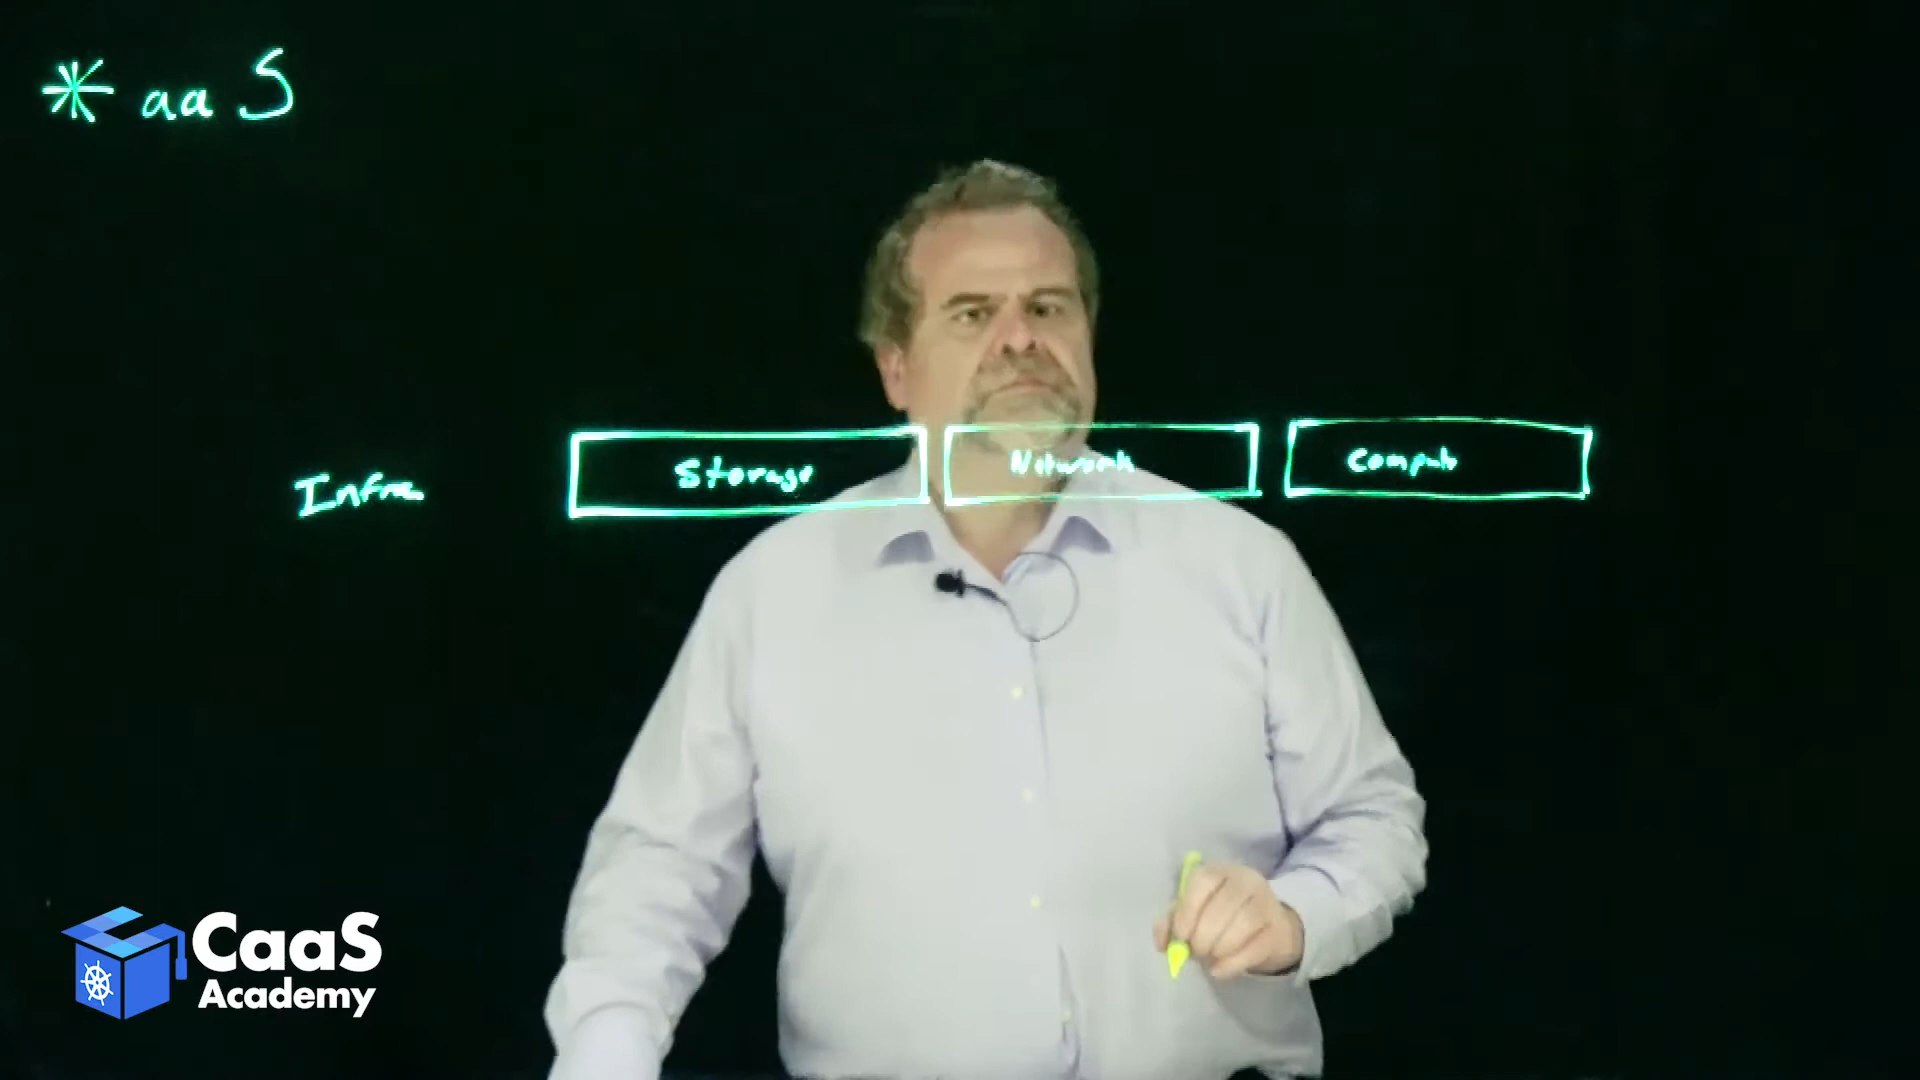 * aaS
Infra
Storage
Network
Compute
CaaS
Academy